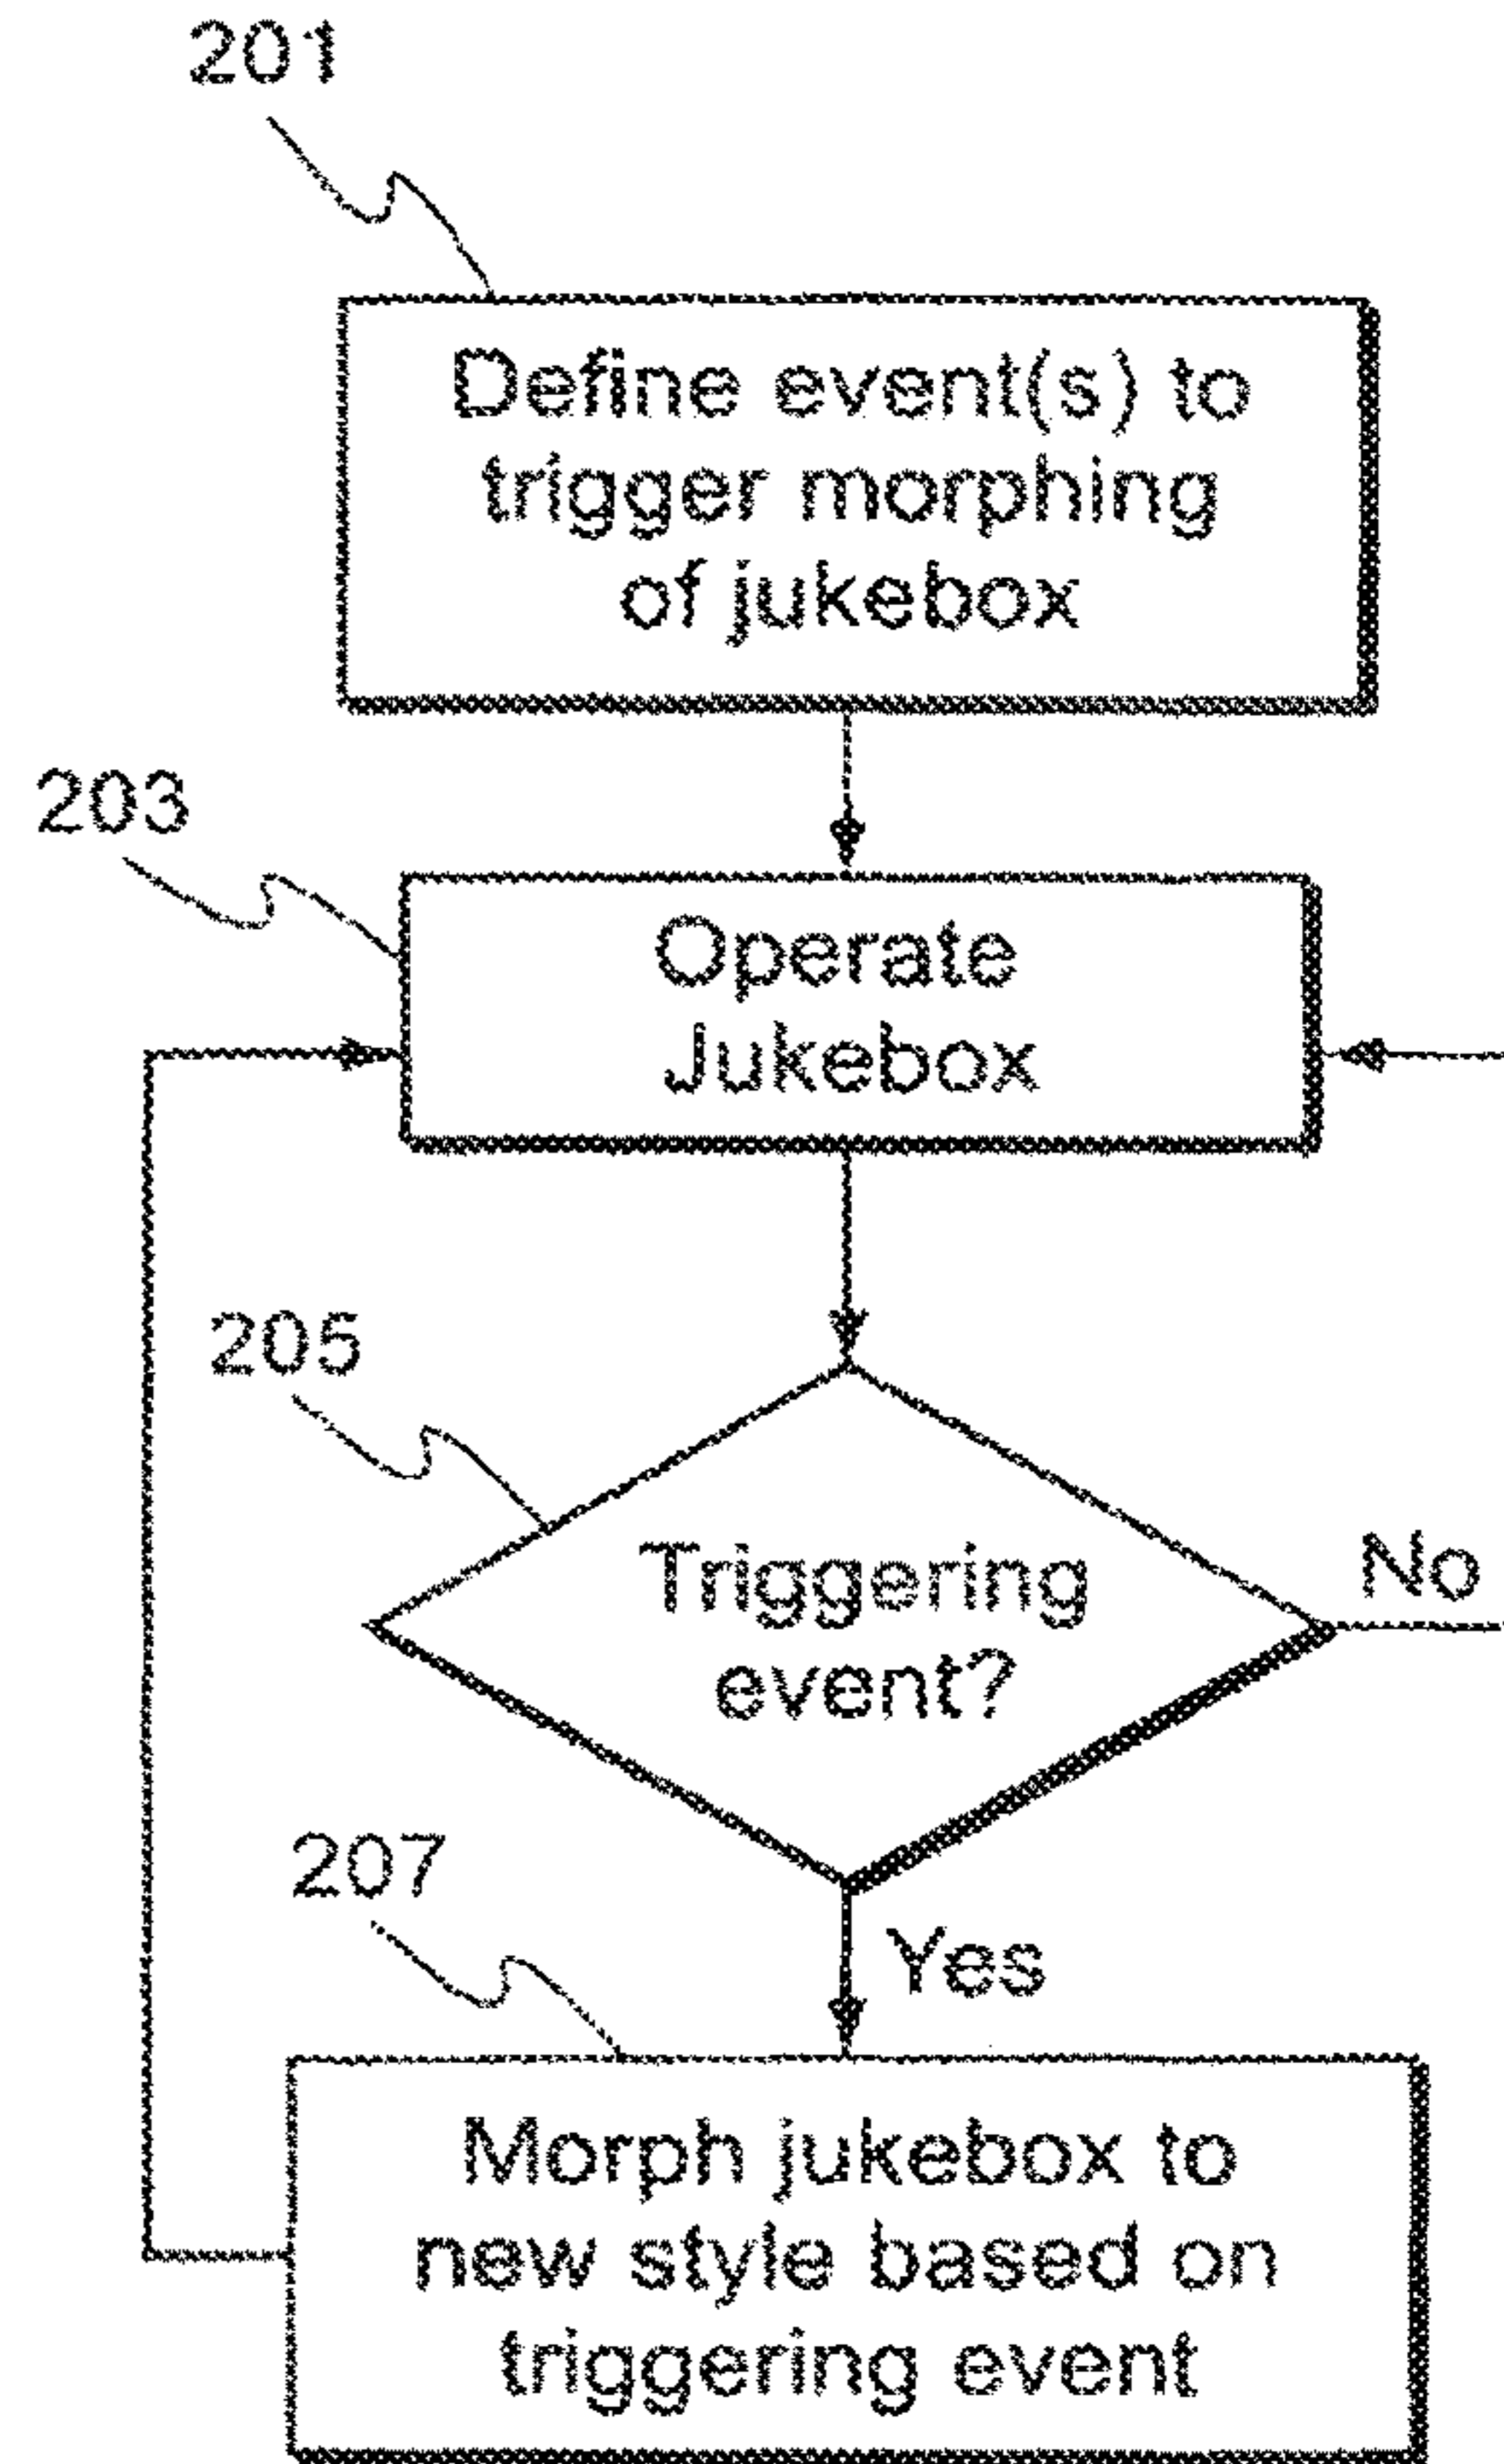 201
Define event(s) to
trigger morphing
of jukebox
203
Operate
Jukebox
205
Triggering
event?
No
207
Yes
Morph jukebox to
new style based on
triggering event